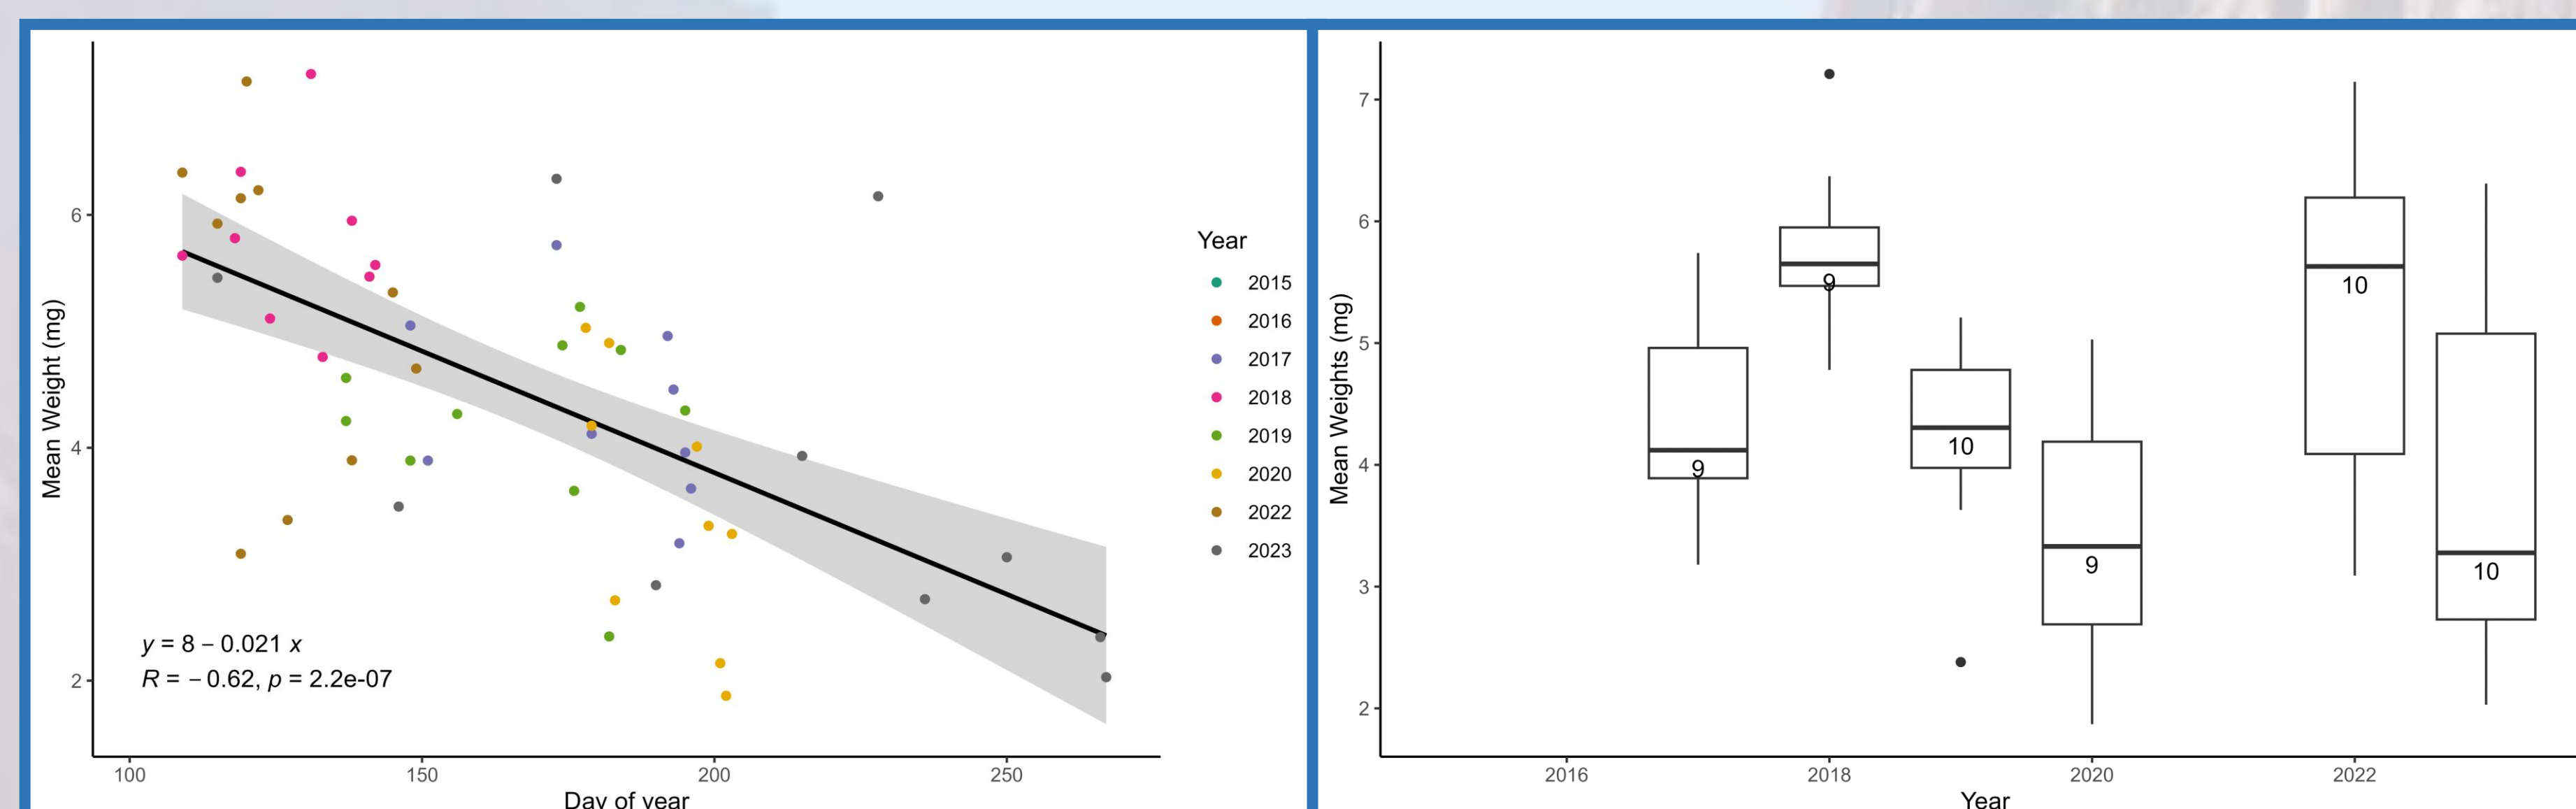 Mean Weight (mg)
6
4
2
y = 8 – 0.021 x
R = – 0.62, p = 2.2e-07
100 150 200 250
Day of year
Year
2015
2016
2017
2018
2019
2020
2022
2023
Mean Weights (mg)
7
6
5
4
3
2
9
9
10
9
10
10
2016 2018 2020 2022
Year